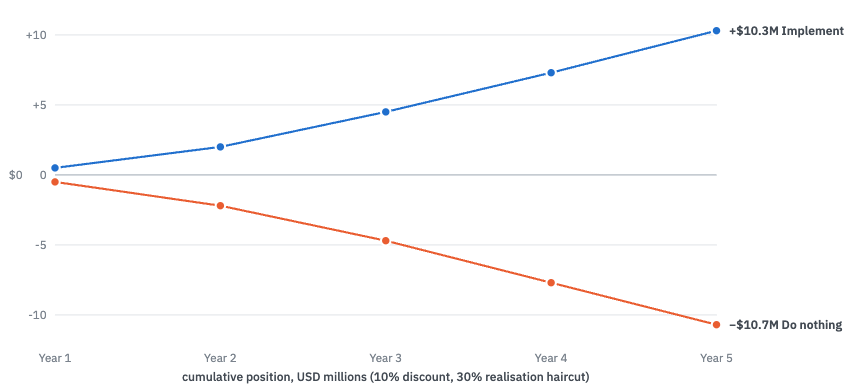 +10
+$10.3M Implement
+5
$0 0
-5
-10
−$10.7M Do nothing
Year 1 Year 2 Year 3 Year 4 Year 5
cumulative position, USD millions (10% discount, 30% realisation haircut)